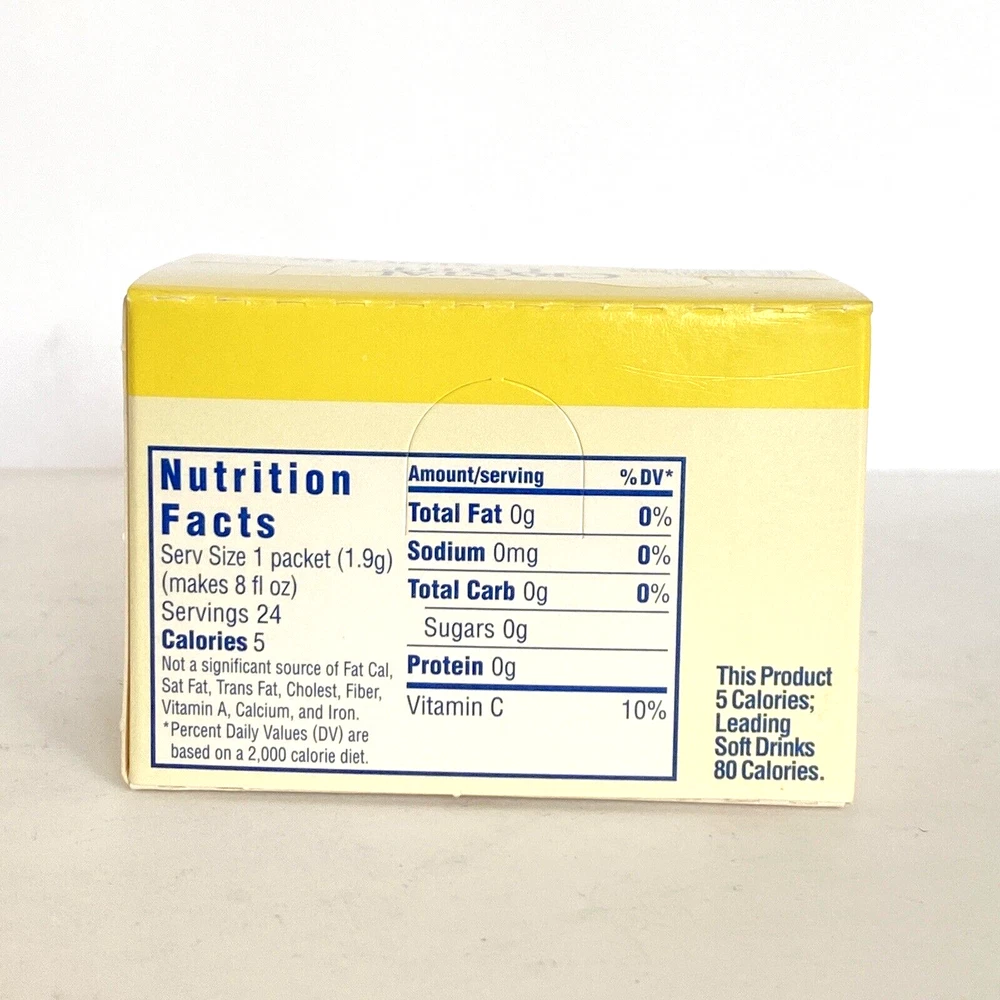 CRYSTAL
Nutrition
Facts
Serv Size 1 packet (1.9g)
(makes 8 fl oz)
Servings 24
Calories 5
Not a significant source of Fat Cal,
Sat Fat, Trans Fat, Cholest, Fiber,
Vitamin A, Calcium, and Iron.
*Percent Daily Values (DV) are
based on a 2,000 calorie diet.
Amount/serving %DV*
Total Fat 0g 0%
Sodium 0mg 0%
Total Carb 0g 0%
Sugars 0g
Protein 0g
Vitamin C 10%
This Product
5 Calories;
Leading
Soft Drinks
80 Calories.